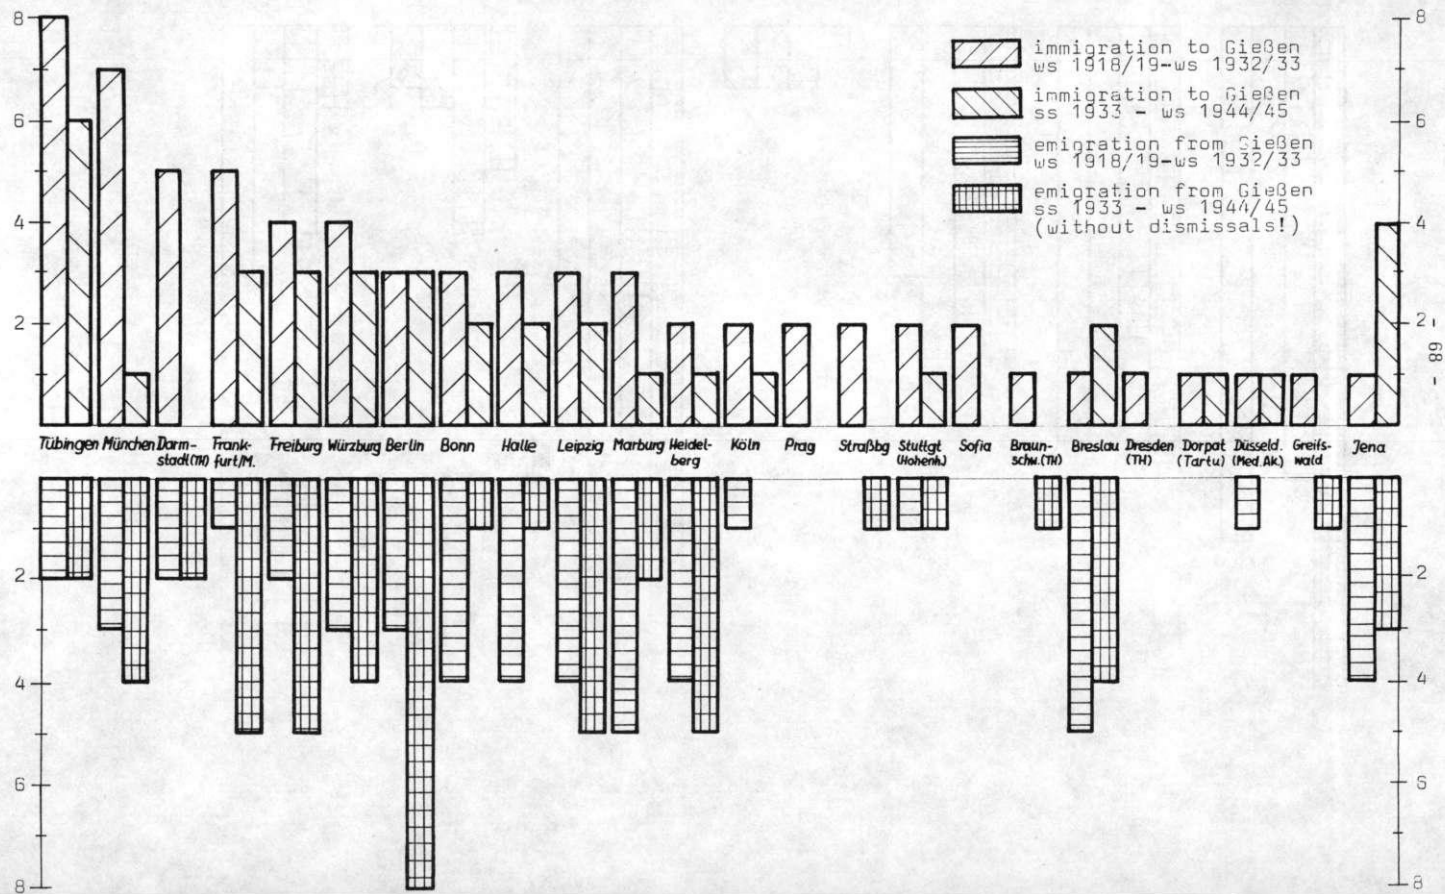 8
6
4
2
8
6
4
2 -
- 68 -
immigration to Gießen
ws 1918/19-ws 1932/33
immigration to Gießen
ss 1933 - ws 1944/45
emigration from Gießen
ws 1918/19-ws 1932/33
emigration from Gießen
ss 1933 - ws 1944/45
(without dismissals!)
Tübingen München Darm-stadt(TH) Frank-furt/M. Freiburg Würzburg Berlin Bonn Halle Leipzig Marburg Heidel-berg Köln Prag Straßbg Stuttgt (Hohenh.) Sofia Braun-schw.(TH) Breslau Dresden (TH) Dorpat (Tartu) Düsseld. (Med. Ak.) Greifs-wald Jena
2
4
6
8
2
4
6
8